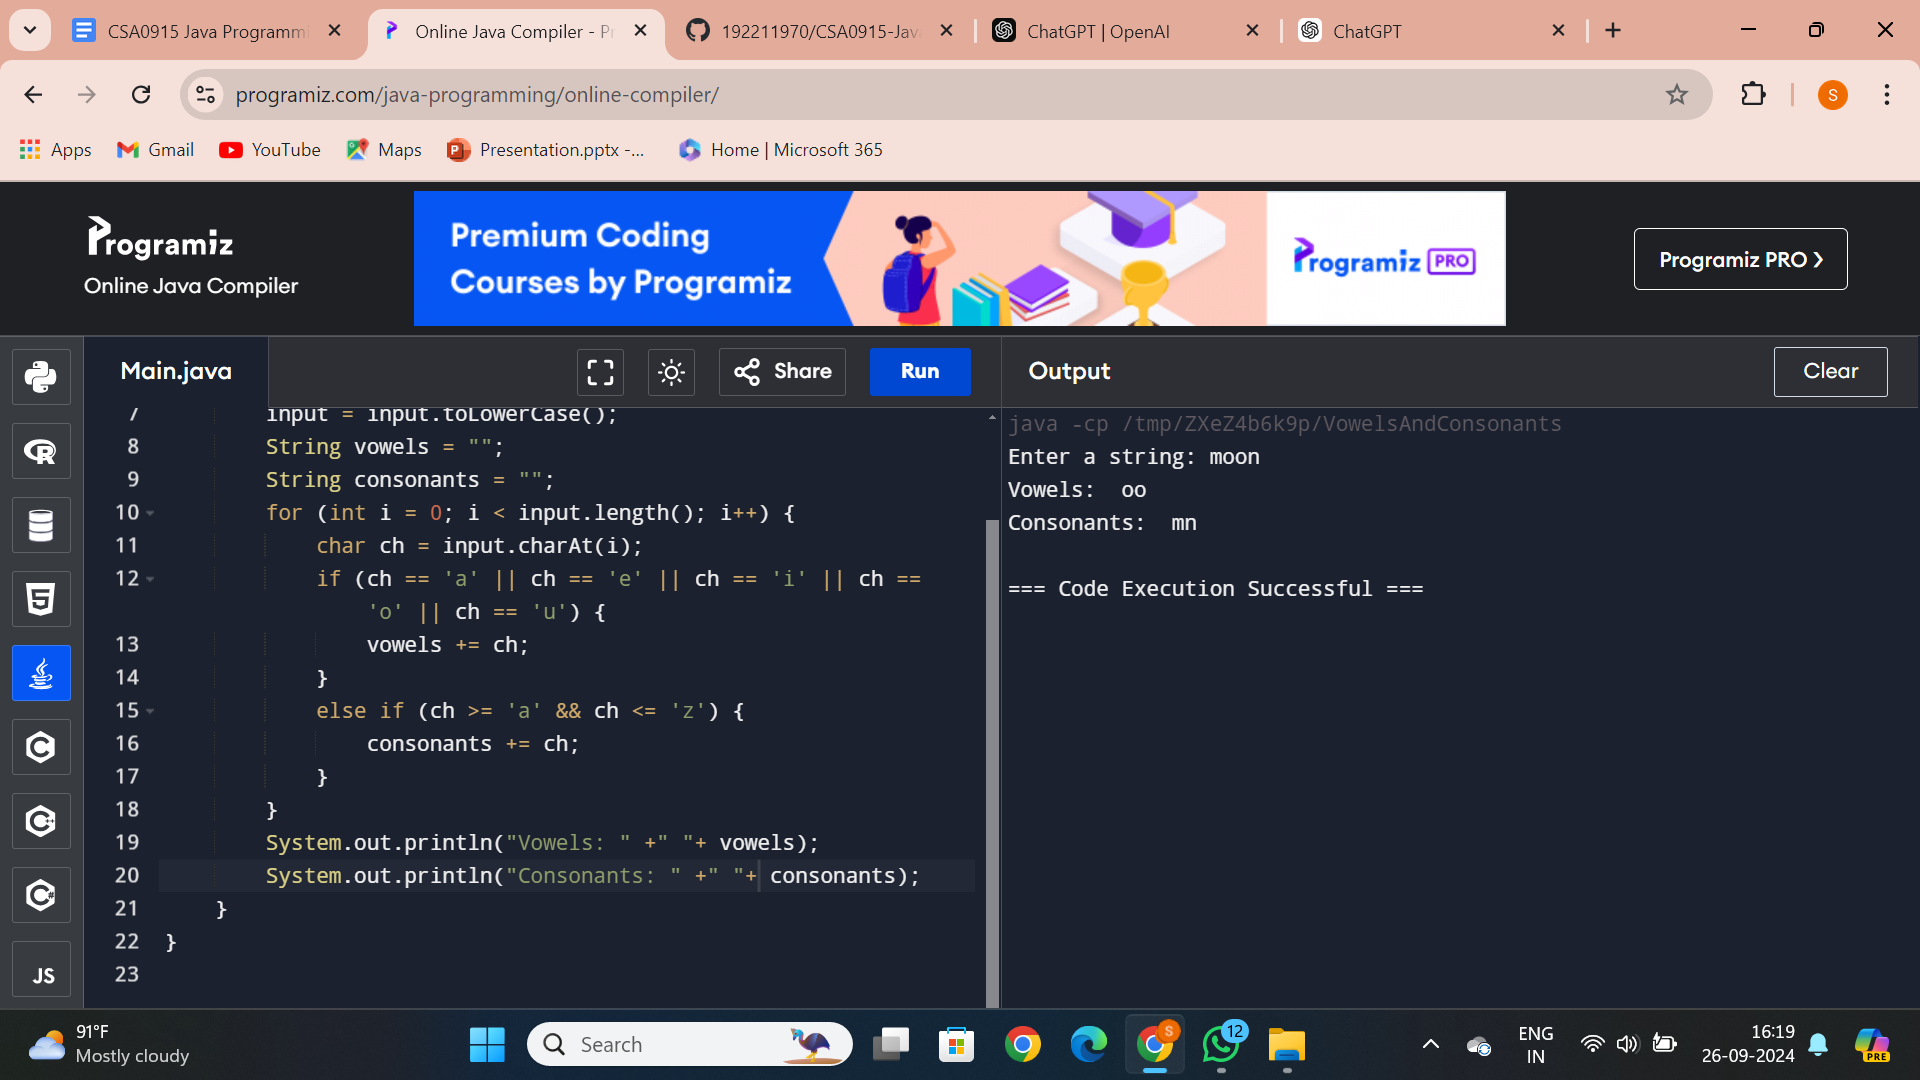 CSA0915 Java Programmi
Online Java Compiler - Pr
192211970/CSA0915-Java
ChatGPT | OpenAI
ChatGPT
programiz.com/java-programming/online-compiler/
S
Apps
Gmail
YouTube
Maps
Presentation.pptx -...
Home | Microsoft 365
Programiz
Online Java Compiler
Premium Coding
Courses by Programiz
Programiz PRO
Programiz PRO ❯
Main.java
Share
Run
Output
Clear
7 input = input.toLowerCase();
8 String vowels = "";
9 String consonants = "";
10 for (int i = 0; i < input.length(); i++) {
11 char ch = input.charAt(i);
12 if (ch == 'a' || ch == 'e' || ch == 'i' || ch ==
'o' || ch == 'u') {
13 vowels += ch;
14 }
15 else if (ch >= 'a' && ch <= 'z') {
16 consonants += ch;
17 }
18 }
19 System.out.println("Vowels: " +" "+ vowels);
20 System.out.println("Consonants: " +" "+ consonants);
21 }
22 }
23
java -cp /tmp/ZXeZ4b6k9p/VowelsAndConsonants
Enter a string: moon
Vowels:  oo
Consonants:  mn
=== Code Execution Successful ===
JS
91°F
Mostly cloudy
Search
S
12
ENG
IN
16:19
26-09-2024
PRE